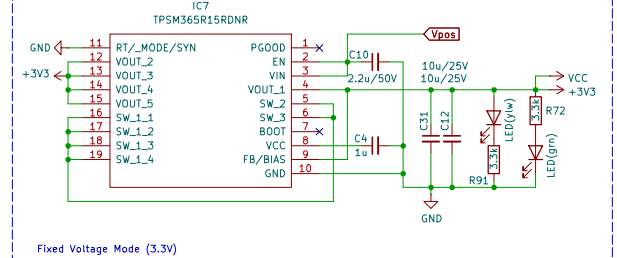 IC7
TPSM365R15RDNR
GND 11 RT/_MODE/SYN PGOOD 1
12 VOUT_2 EN 2
+3V3 13 VOUT_3 VIN 3
14 VOUT_4 VOUT_1 4
15 VOUT_5 SW_2 5
16 SW_1_1 SW_3 6
17 SW_1_2 BOOT 7
18 SW_1_3 VCC 8
19 SW_1_4 FB/BIAS 9
GND 10
Vpos
C10
2.2u/50V
C4
1u
10u/25V
10u/25V
C31
C12
LED(ylw)
3.3k
R91
3.3k
R72
LED(grn)
VCC
+3V3
GND
Fixed Voltage Mode (3.3V)